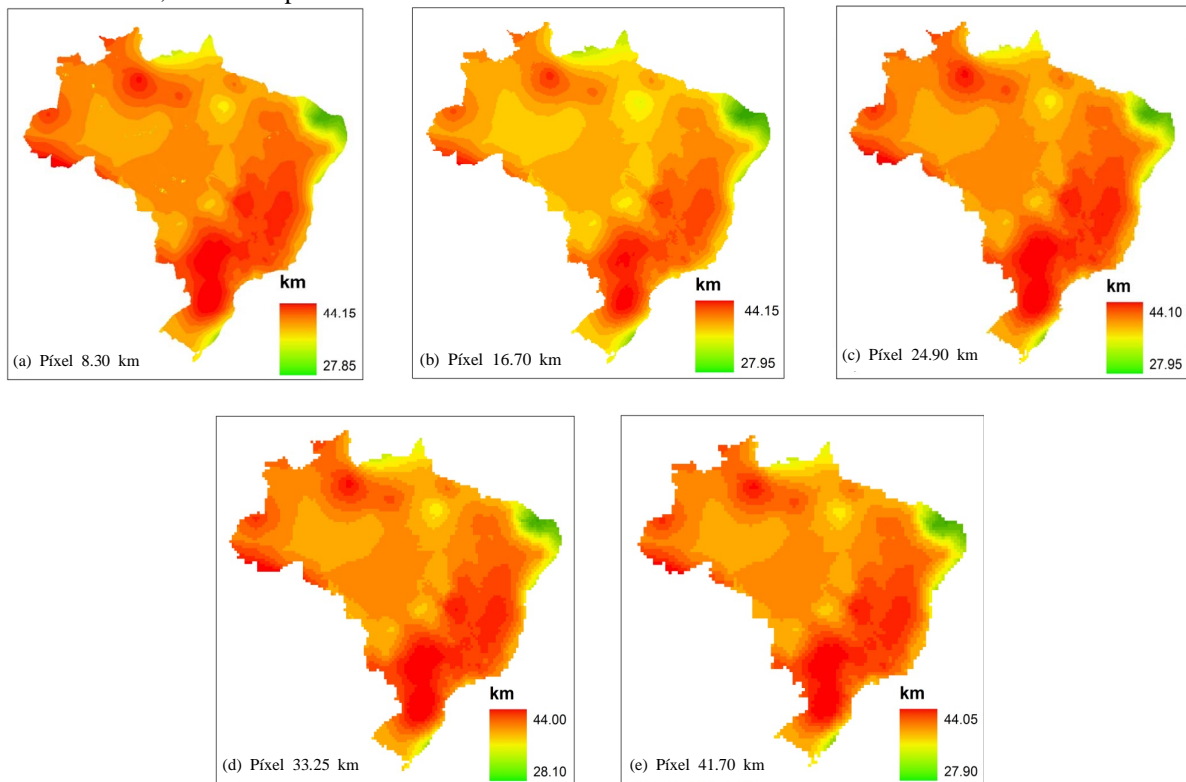 km
44.15
27.85
(a) Píxel 8.30 km
km
44.15
27.95
(b) Píxel 16.70 km
km
44.10
27.95
(c) Píxel 24.90 km
km
44.00
28.10
(d) Píxel 33.25 km
km
44.05
27.90
(e) Píxel 41.70 km